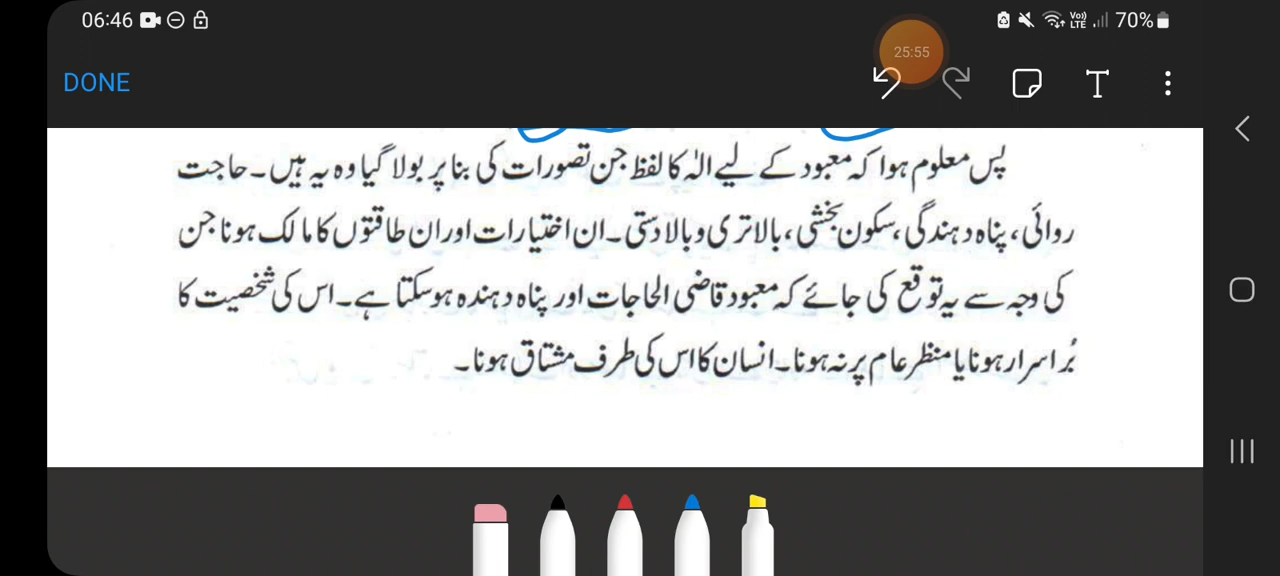 06:46
Vo)) LTE
70%
25:55
DONE
T
پس معلوم ہوا کہ معبود کے لیے الٰہ کا لفظ جن تصورات کی بنا پر بولا گیا وہ یہ ہیں۔ حاجت
روائی، پناہ دہندگی، سکون بخشی، بالاتری و بالادستی۔ ان اختیارات اور ان طاقتوں کا مالک ہونا جن
کی وجہ سے یہ توقع کی جائے کہ معبود قاضی الحاجات اور پناہ دہندہ ہوسکتا ہے۔ اس کی شخصیت کا
پُر اسرار ہونا یا منظر عام پر نہ ہونا۔ انسان کا اس کی طرف مشتاق ہونا۔